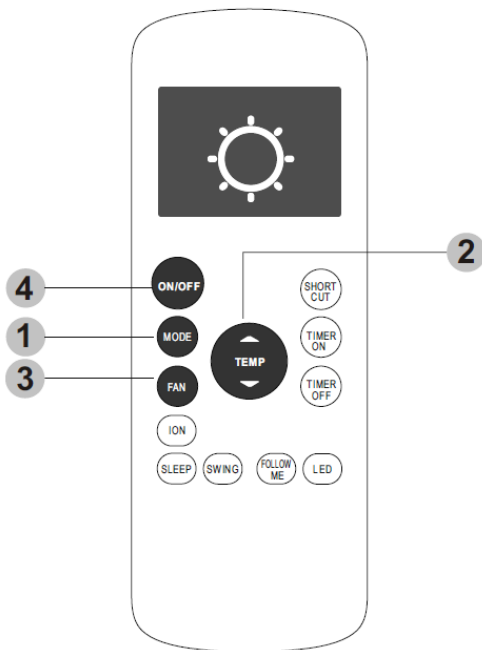 2
4
ON/OFF
SHORT
CUT
1
MODE
TEMP
TIMER
ON
3
FAN
TIMER
OFF
ION
SLEEP
SWING
FOLLOW
ME
LED